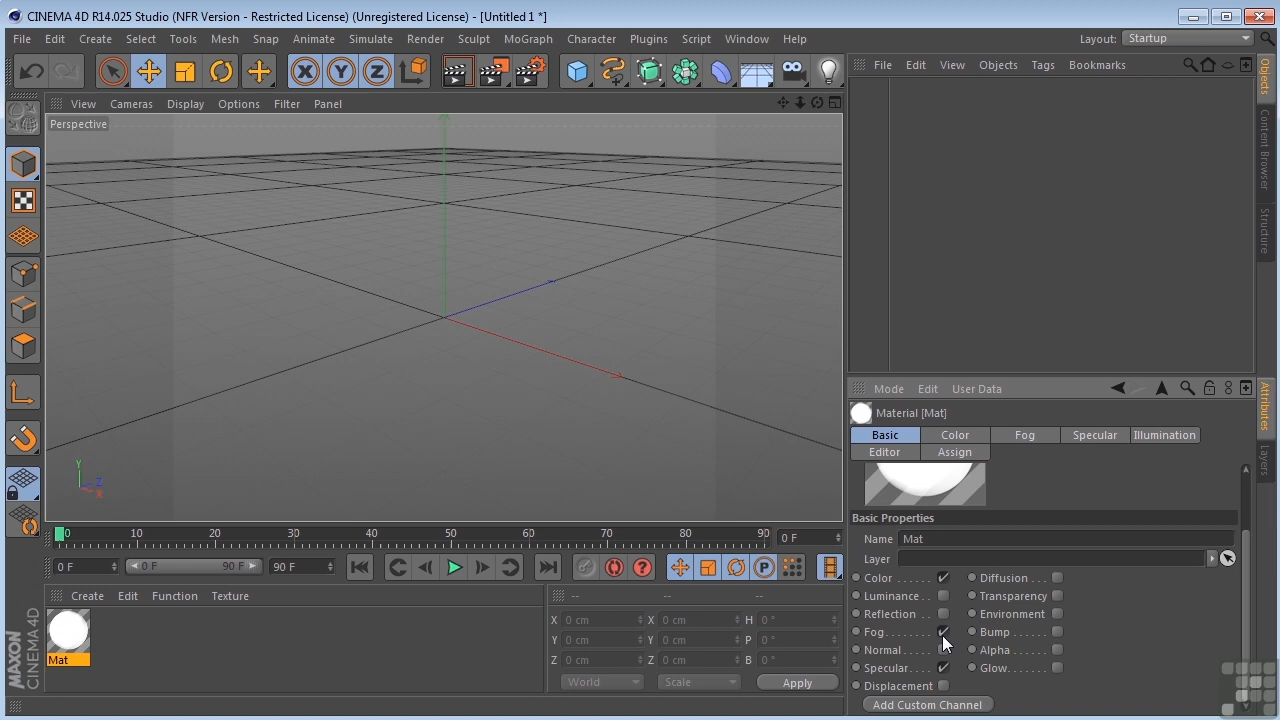 CINEMA 4D R14.025 Studio (NFR Version - Restricted License) (Unregistered License) - [Untitled 1 *]
File Edit Create Select Tools Mesh Snap Animate Simulate Render Sculpt MoGraph Character Plugins Script Window Help Layout: Startup
X Y Z
File Edit View Objects Tags Bookmarks
View Cameras Display Options Filter Panel
Perspective
Objects
Content Browser
Structure
Y
Z
X
Mode Edit User Data
Attributes
Layers
Material [Mat]
Basic Color Fog Specular Illumination
Editor Assign
Basic Properties
Name Mat
Layer
Color . . . . . . Diffusion . . .
Luminance . . Transparency
Reflection . . . Environment
Fog. . . . . . . . Bump . . . . . .
Normal . . . . . Alpha . . . . . .
Specular. . . . Glow. . . . . . .
Displacement
Add Custom Channel
0 10 20 30 40 50 60 70 80 90 0 F
0 F 0 F 90 F 90 F
P
Create Edit Function Texture
Mat
-- -- --
X 0 cm X 0 cm H 0 °
Y 0 cm Y 0 cm P 0 °
Z 0 cm Z 0 cm B 0 °
World Scale Apply
MAXON
CINEMA 4D